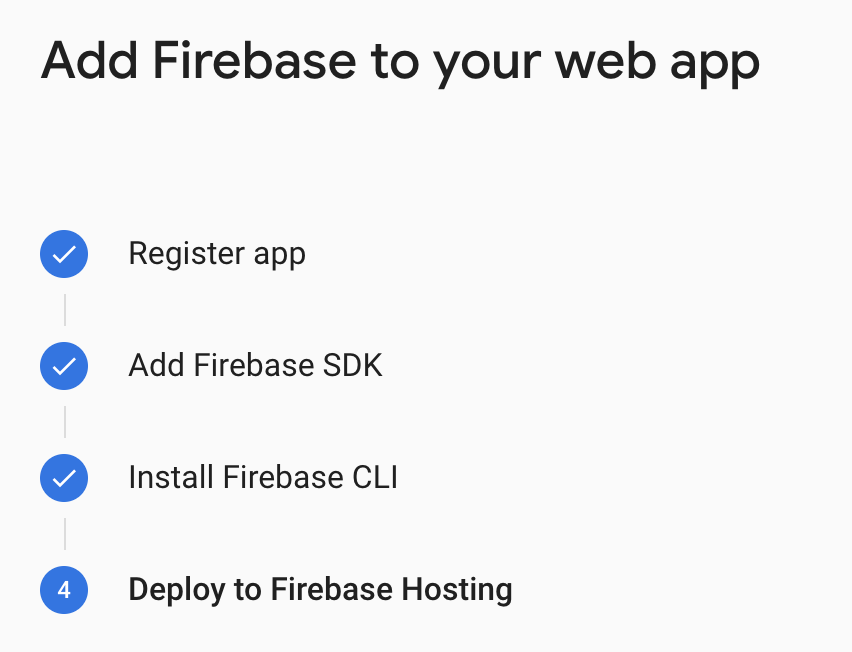 Add Firebase to your web app
Register app
Add Firebase SDK
Install Firebase CLI
4 Deploy to Firebase Hosting